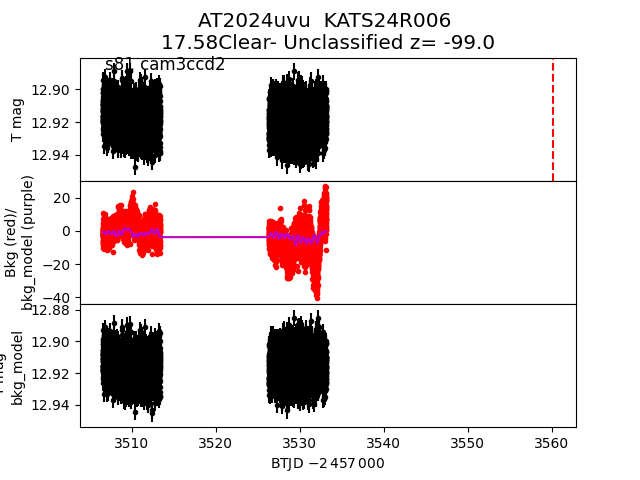 AT2024uvu  KATS24R006
17.58Clear- Unclassified z= -99.0
s81 cam3ccd2
12.90
12.92
12.94
T mag
20
0
−20
−40
Bkg (red)/
bkg_model (purple)
12.88
12.90
12.92
12.94
mag
bkg_model
3510
3520
3530
3540
3550
3560
BTJD −2 457 000